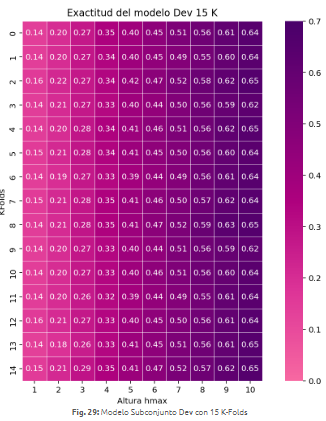 Exactitud del modelo Dev 15 K
0 0.14 0.20 0.27 0.35 0.40 0.45 0.51 0.56 0.61 0.64
1 0.14 0.20 0.27 0.34 0.40 0.45 0.49 0.55 0.60 0.64
2 0.16 0.22 0.27 0.34 0.42 0.47 0.52 0.58 0.62 0.65
3 0.14 0.21 0.27 0.33 0.40 0.44 0.50 0.56 0.59 0.62
4 0.14 0.20 0.28 0.34 0.41 0.46 0.51 0.56 0.62 0.65
5 0.15 0.21 0.28 0.34 0.41 0.45 0.50 0.56 0.60 0.64
6 0.14 0.19 0.27 0.33 0.39 0.44 0.49 0.56 0.61 0.64
7 0.15 0.21 0.28 0.35 0.41 0.46 0.50 0.57 0.62 0.64
8 0.14 0.21 0.28 0.35 0.41 0.47 0.52 0.59 0.63 0.65
9 0.14 0.20 0.27 0.33 0.40 0.44 0.51 0.56 0.59 0.62
10 0.14 0.20 0.27 0.33 0.40 0.46 0.51 0.56 0.61 0.64
11 0.14 0.20 0.26 0.32 0.39 0.44 0.49 0.55 0.61 0.64
12 0.16 0.21 0.27 0.33 0.40 0.45 0.50 0.56 0.61 0.64
13 0.14 0.18 0.26 0.33 0.41 0.45 0.51 0.56 0.61 0.64
14 0.15 0.21 0.29 0.35 0.41 0.47 0.52 0.57 0.62 0.65
1 2 3 4 5 6 7 8 9 10
Altura hmax
KFolds
0.7
0.6
0.5
0.4
0.3
0.2
0.1
0.0
Fig. 29: Modelo Subconjunto Dev con 15 K-Folds